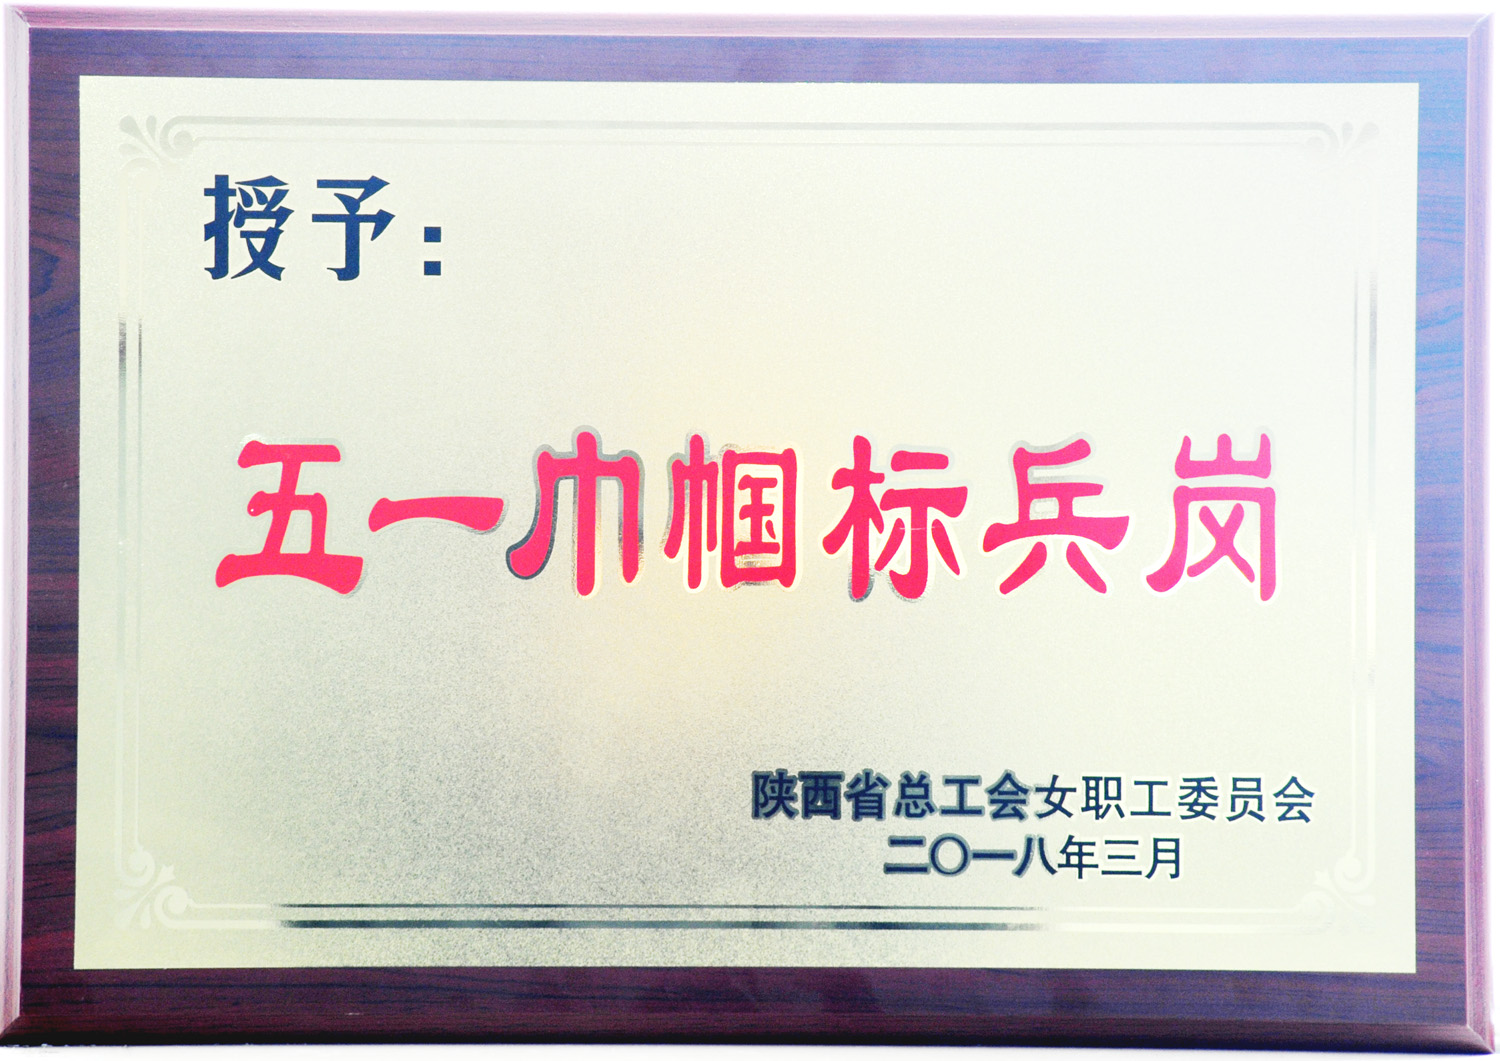 授予：
五一巾帼标兵岗
陕西省总工会女职工委员会
二〇一八年三月